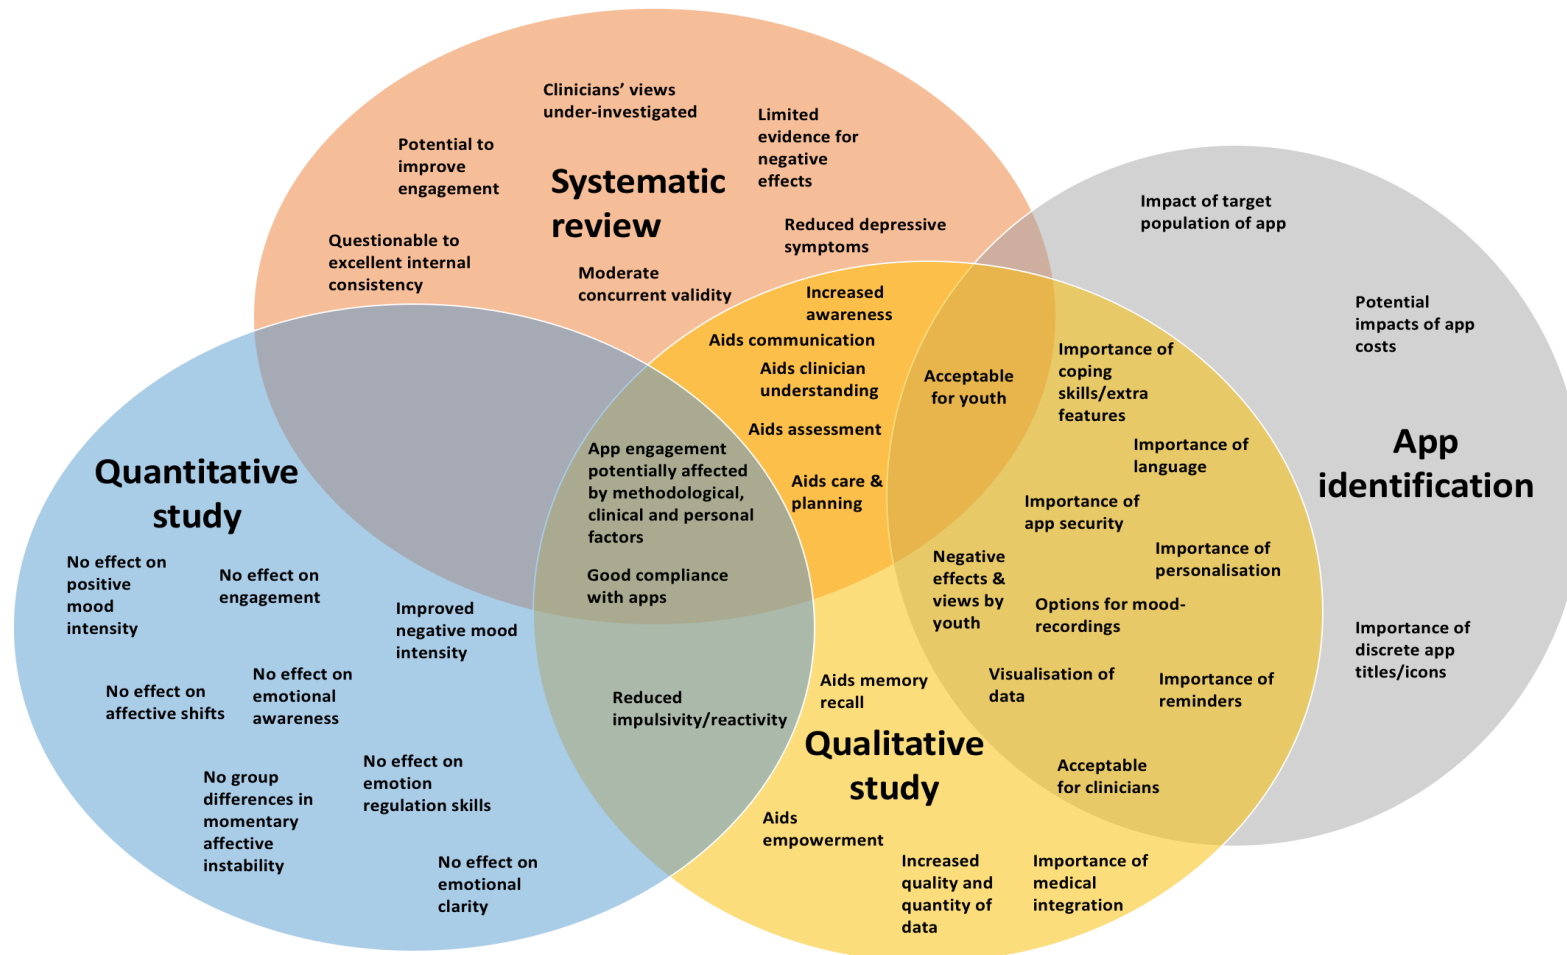 Clinicians’ views
under-investigated
Limited
evidence for
negative
effects
Potential to
improve
engagement
Systematic
review
Questionable to
excellent internal
consistency
Reduced depressive
symptoms
Moderate
concurrent validity
Impact of target
population of app
Potential
impacts of app
costs
App
identification
Importance of
discrete app
titles/icons
Increased
awareness
Aids communication
Aids clinician
understanding
Aids assessment
Aids care &
planning
Acceptable
for youth
Importance of
coping
skills/extra
features
Importance of
language
Importance of
app security
Importance of
personalisation
Negative
effects &
views by
youth
Options for mood-
recordings
Visualisation of
data
Importance of
reminders
Acceptable
for clinicians
App engagement
potentially affected
by methodological,
clinical and personal
factors
Good compliance
with apps
Reduced
impulsivity/reactivity
Quantitative
study
No effect on
positive
mood
intensity
No effect on
engagement
Improved
negative mood
intensity
No effect on
affective shifts
No effect on
emotional
awareness
No group
differences in
momentary
affective
instability
No effect on
emotion
regulation skills
No effect on
emotional
clarity
Aids memory
recall
Qualitative
study
Aids
empowerment
Increased
quality and
quantity of
data
Importance of
medical
integration